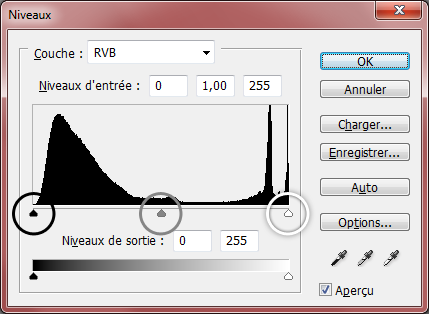 Niveaux
Couche : RVB
OK
Niveaux d'entrée : 0 1,00 255
Annuler
Charger...
Enregistrer...
Auto
Options...
Niveaux de sortie : 0 255
Aperçu